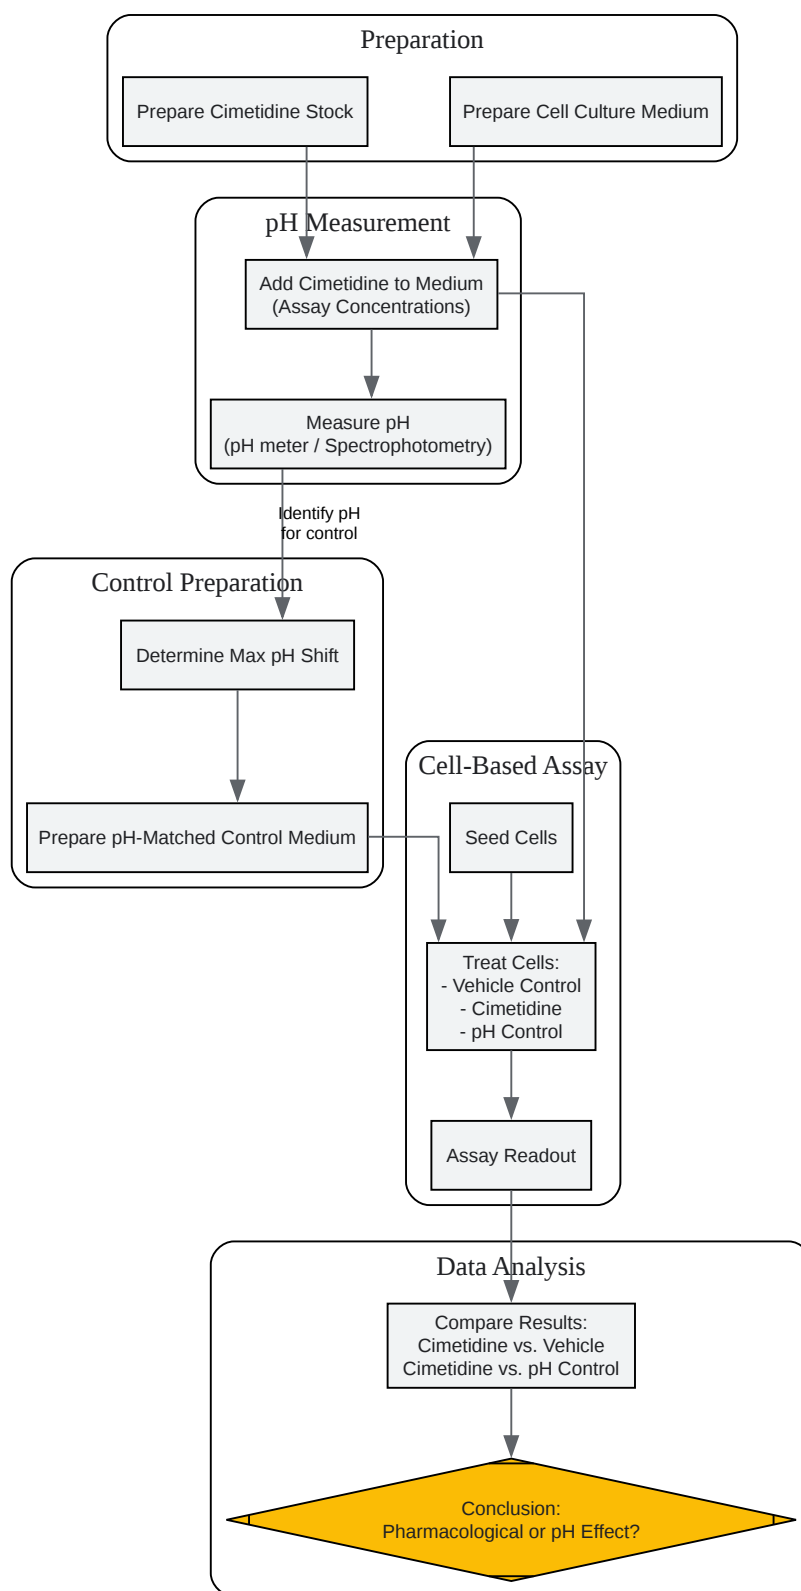 Preparation
Prepare Cimetidine Stock
Prepare Cell Culture Medium
pH Measurement
Add Cimetidine to Medium
(Assay Concentrations)
Measure pH
(pH meter / Spectrophotometry)
Identify pH
for control
Control Preparation
Determine Max pH Shift
Prepare pH-Matched Control Medium
Cell-Based Assay
Seed Cells
Treat Cells:
- Vehicle Control
- Cimetidine
- pH Control
Assay Readout
Data Analysis
Compare Results:
Cimetidine vs. Vehicle
Cimetidine vs. pH Control
Conclusion:
Pharmacological or pH Effect?